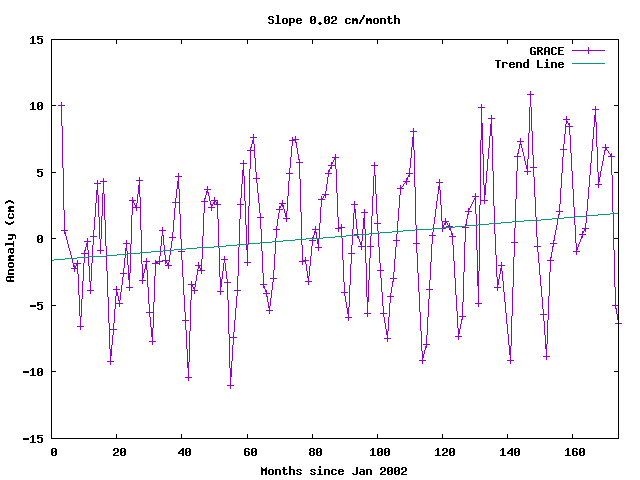 Slope 0.02 cm/month
15
GRACE
Trend Line
10
5
0
-5
-10
-15
Anomaly (cm)
0 20 40 60 80 100 120 140 160
Months since Jan 2002